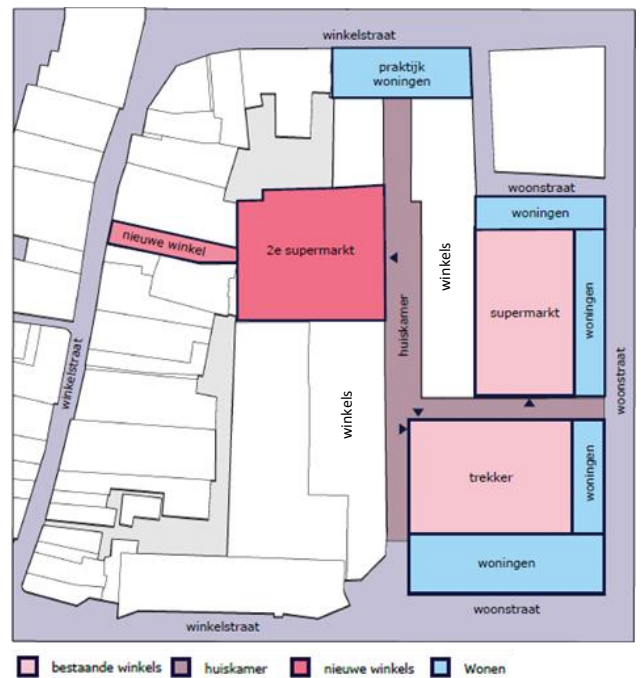 winkelstraat
praktijk
woningen
woonstraat
woningen
nieuwe winkel
2e supermarkt
winkels
huiskamer
supermarkt
woningen
woonstraat
winkelstraat
winkels
trekker
woningen
woningen
winkelstraat
woonstraat
bestaande winkels huiskamer nieuwe winkels Wonen